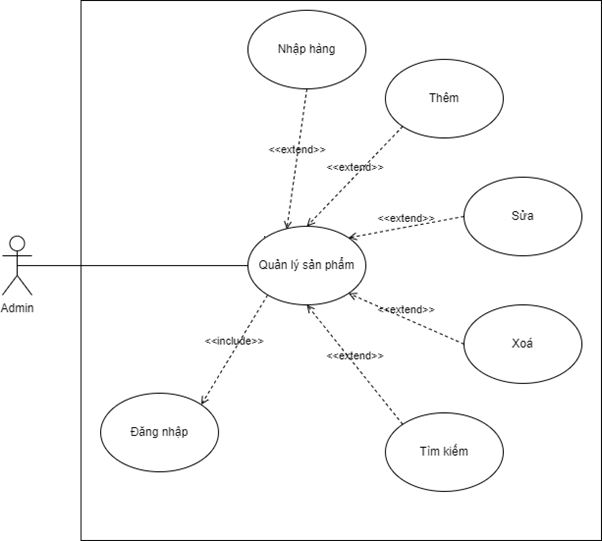 Nhập hàng
Thêm
<<extend>>
<<extend>>
Sửa
<<extend>>
Quản lý sản phẩm
Admin
<<extend>>
Xoá
<<include>>
<<extend>>
Đăng nhập
Tìm kiếm